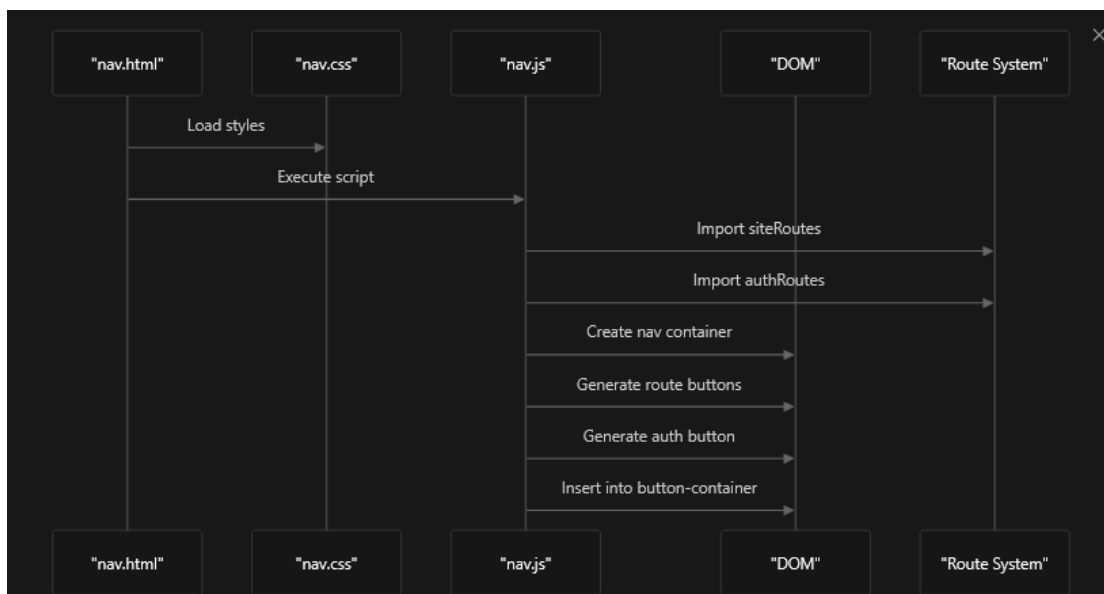 "nav.html" "nav.css" "nav.js" "DOM" "Route System"
Load styles
Execute script
Import siteRoutes
Import authRoutes
Create nav container
Generate route buttons
Generate auth button
Insert into button-container
"nav.html" "nav.css" "nav.js" "DOM" "Route System"